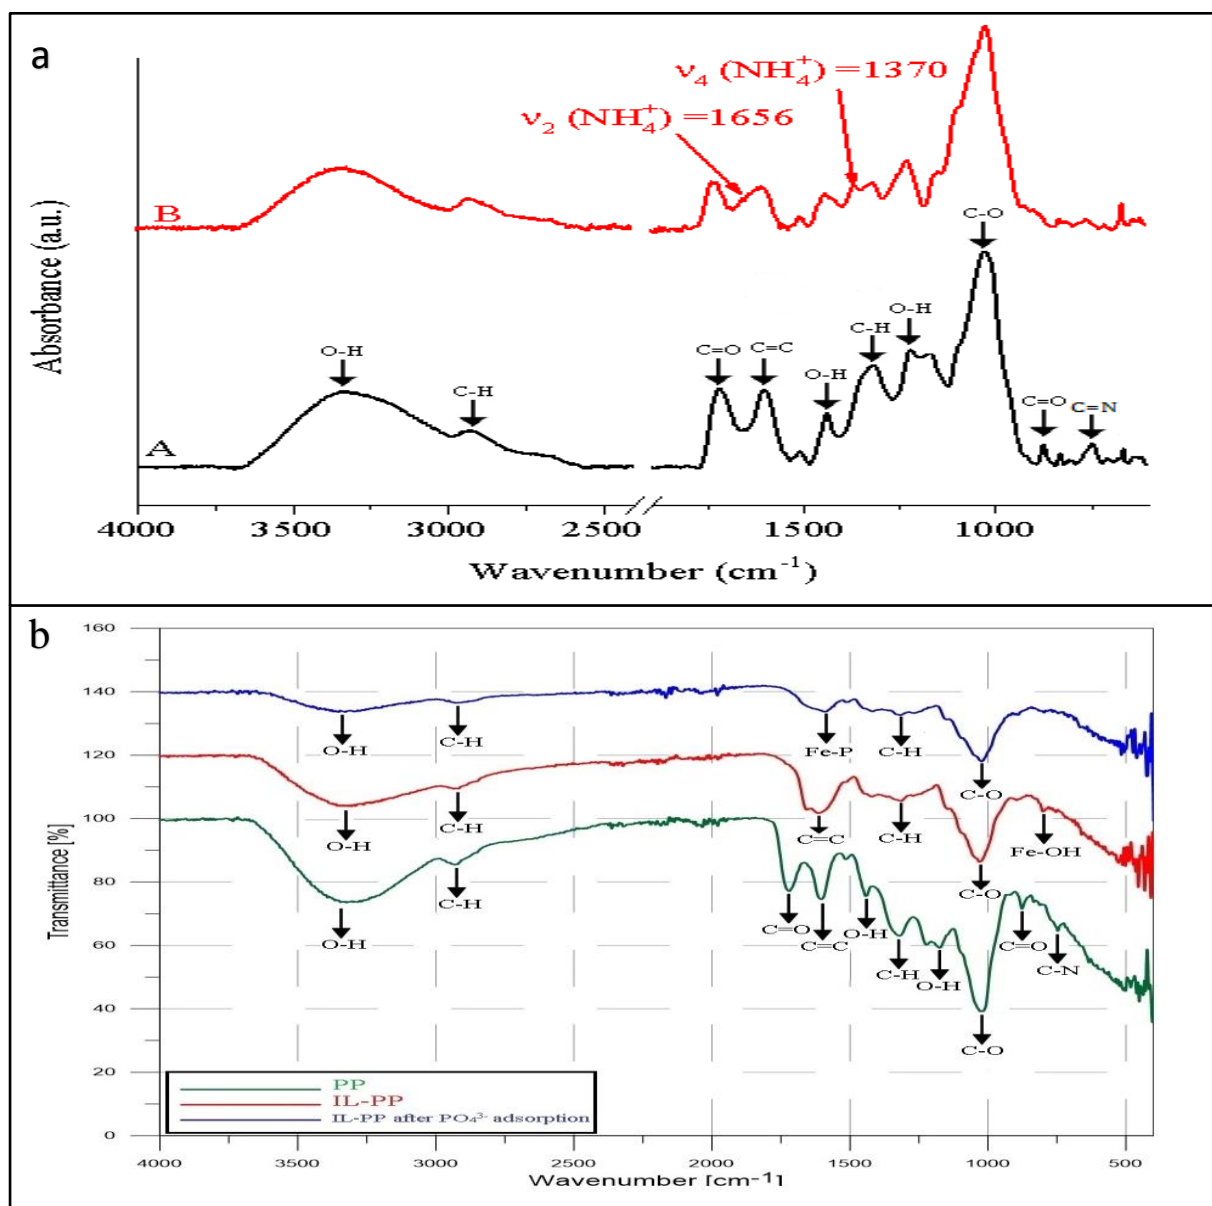 a
ν4 (NH4+) =1370
ν2 (NH4+) =1656
B
C-O
O-H
C-H
O-H
C=O
C=C
C-H
O-H
C=O
C=N
A
Absorbance (a.u.)
4000
3500
3000
2500
1500
1000
Wavenumber (cm-1)
b
160
140
120
100
80
60
40
20
0
Transmittance [%]
O-H
C-H
Fe-P
C-H
C-O
O-H
C-H
C=C
C-H
Fe-OH
C-O
O-H
C-H
C=O
C=C
O-H
C-H
O-H
C=O
C-N
C-O
PP
IL-PP
IL-PP after PO43- adsorption
4000
3500
3000
2500
2000
1500
1000
500
Wavenumber [cm-1]